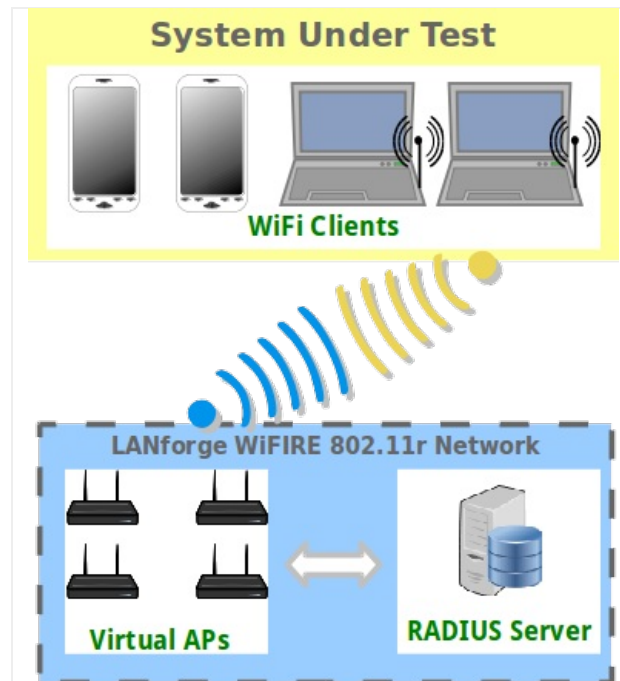 System Under Test
WiFi Clients
LANforge WiFIRE 802.11r Network
Virtual APs
RADIUS Server